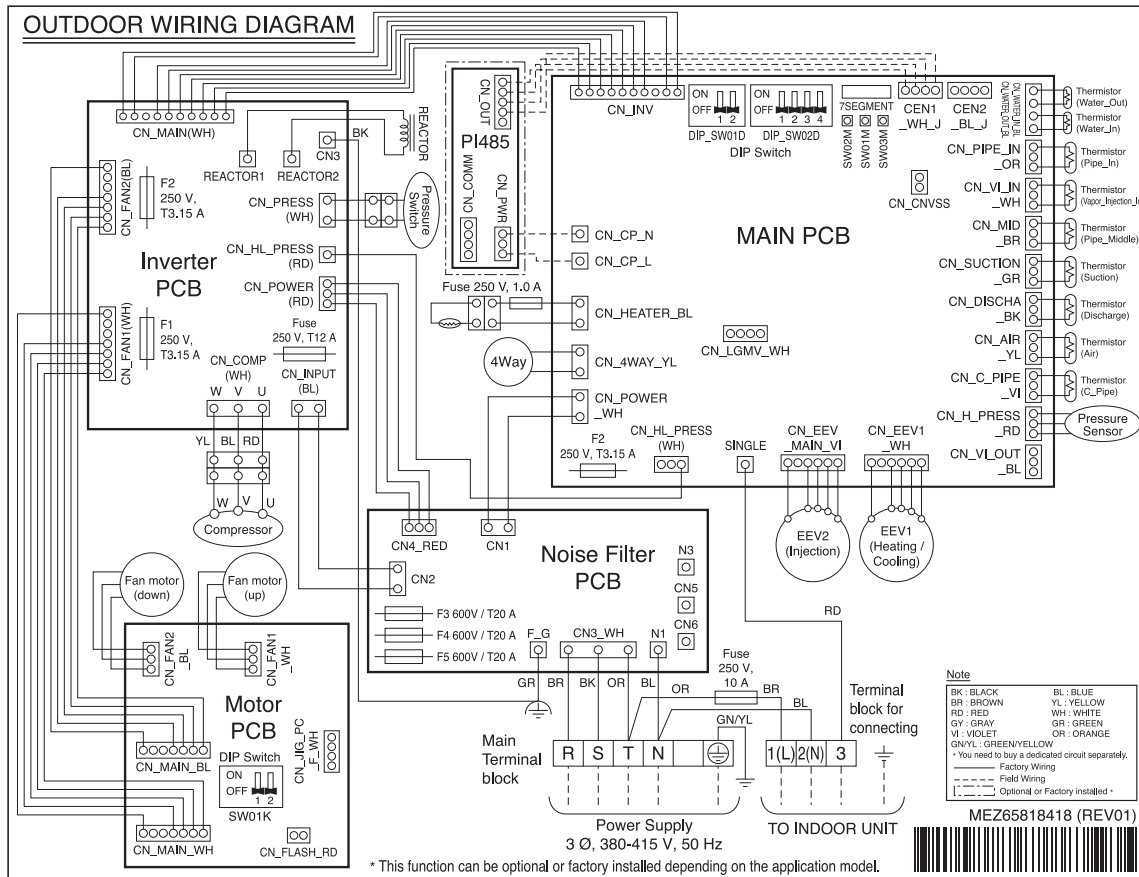 OUTDOOR WIRING DIAGRAM
CN_MAIN(WH)
REACTOR1
REACTOR2
BK
CN3
REACTOR
CN_FAN2(BL)
F2
250 V,
T3.15 A
CN_PRESS
(WH)
Pressure
Switch
Inverter
PCB
CN_HL_PRESS
(RD)
CN_POWER
(RD)
CN_FAN1(WH)
F1
250 V,
T3.15 A
Fuse
250 V, T12 A
CN_COMP
(WH)
CN_INPUT
(BL)
W V U
YL BL RD
W V U
Compressor
PI485
CN_OUT
CN_COMM
CN_PWR
Fuse 250 V, 1.0 A
4Way
MAIN PCB
CN_INV
ON
OFF
1 2
DIP_SW01D
ON
OFF
1 2 3 4
DIP_SW02D
DIP Switch
7SEGMENT
SW02M
SW01M
SW03M
CEN1
_WH_J
CEN2
_BL_J
CN_CNVSS
CN_CP_N
CN_CP_L
CN_HEATER_BL
CN_4WAY_YL
CN_POWER
_WH
CN_LGMV_WH
F2
250 V, T3.15 A
CN_HL_PRESS
(WH)
SINGLE
CN_EEV
_MAIN_VI
CN_EEV1
_WH
CN_WATER_IN_BL
CN_WATER_OUT_BL
Thermistor
(Water_Out)
Thermistor
(Water_In)
CN_PIPE_IN
_OR
Thermistor
(Pipe_In)
CN_VI_IN
_WH
Thermistor
(Vapor_Injection_In
CN_MID
_BR
Thermistor
(Pipe_Middle)
CN_SUCTION
_GR
Thermistor
(Suction)
CN_DISCHA
_BK
Thermistor
(Discharge)
CN_AIR
_YL
Thermistor
(Air)
CN_C_PIPE
_VI
Thermistor
(C_Pipe)
CN_H_PRESS
_RD
Pressure
Sensor
CN_VI_OUT
_BL
EEV2
(Injection)
EEV1
(Heating /
Cooling)
CN4_RED
CN1
CN2
Noise Filter
PCB
N3
CN5
CN6
F3 600V / T20 A
F4 600V / T20 A
F5 600V / T20 A
F_G
CN3_WH
N1
GR BR BK OR BL
Fan motor
(down)
Fan motor
(up)
CN_FAN2
_BL
CN_FAN1
_WH
Motor
PCB
CN_MAIN_BL
DIP Switch
ON
OFF
1 2
SW01K
CN_JIG_PC
_F_WH
CN_MAIN_WH
CN_FLASH_RD
RD
OR
Fuse
250 V,
10 A
BR
BL
GN/YL
Main
Terminal
block
R S T N
Terminal
block for
connecting
1(L) 2(N) 3
Power Supply
3 Ø, 380-415 V, 50 Hz
TO INDOOR UNIT
* This function can be optional or factory installed depending on the application model.
Note
BK : BLACK BL : BLUE
BR : BROWN YL : YELLOW
RD : RED WH : WHITE
GY : GRAY GR : GREEN
VI : VIOLET OR : ORANGE
GN/YL : GREEN/YELLOW
* You need to buy a dedicated circuit separately.
Factory Wiring
Field Wiring
Optional or Factory installed *
MEZ65818418 (REV01)